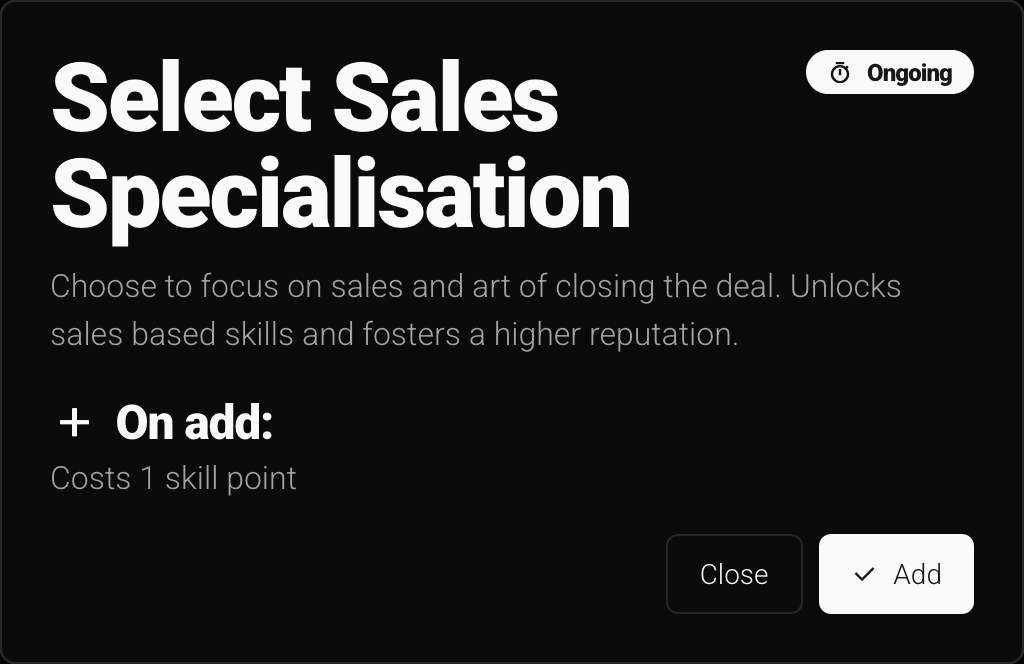 Select Sales
Specialisation
Ongoing
Choose to focus on sales and art of closing the deal. Unlocks
sales based skills and fosters a higher reputation.
On add:
Costs 1 skill point
Close
Add